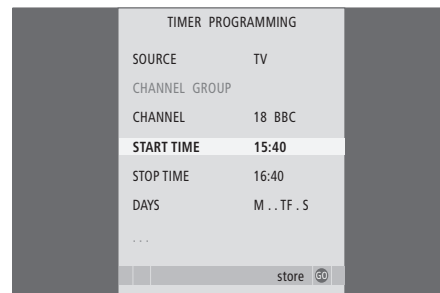 TIMER PROGRAMMING
SOURCE TV
CHANNEL GROUP
CHANNEL 18 BBC
START TIME 15:40
STOP TIME 16:40
DAYS M . . TF . S
. . .
store GO